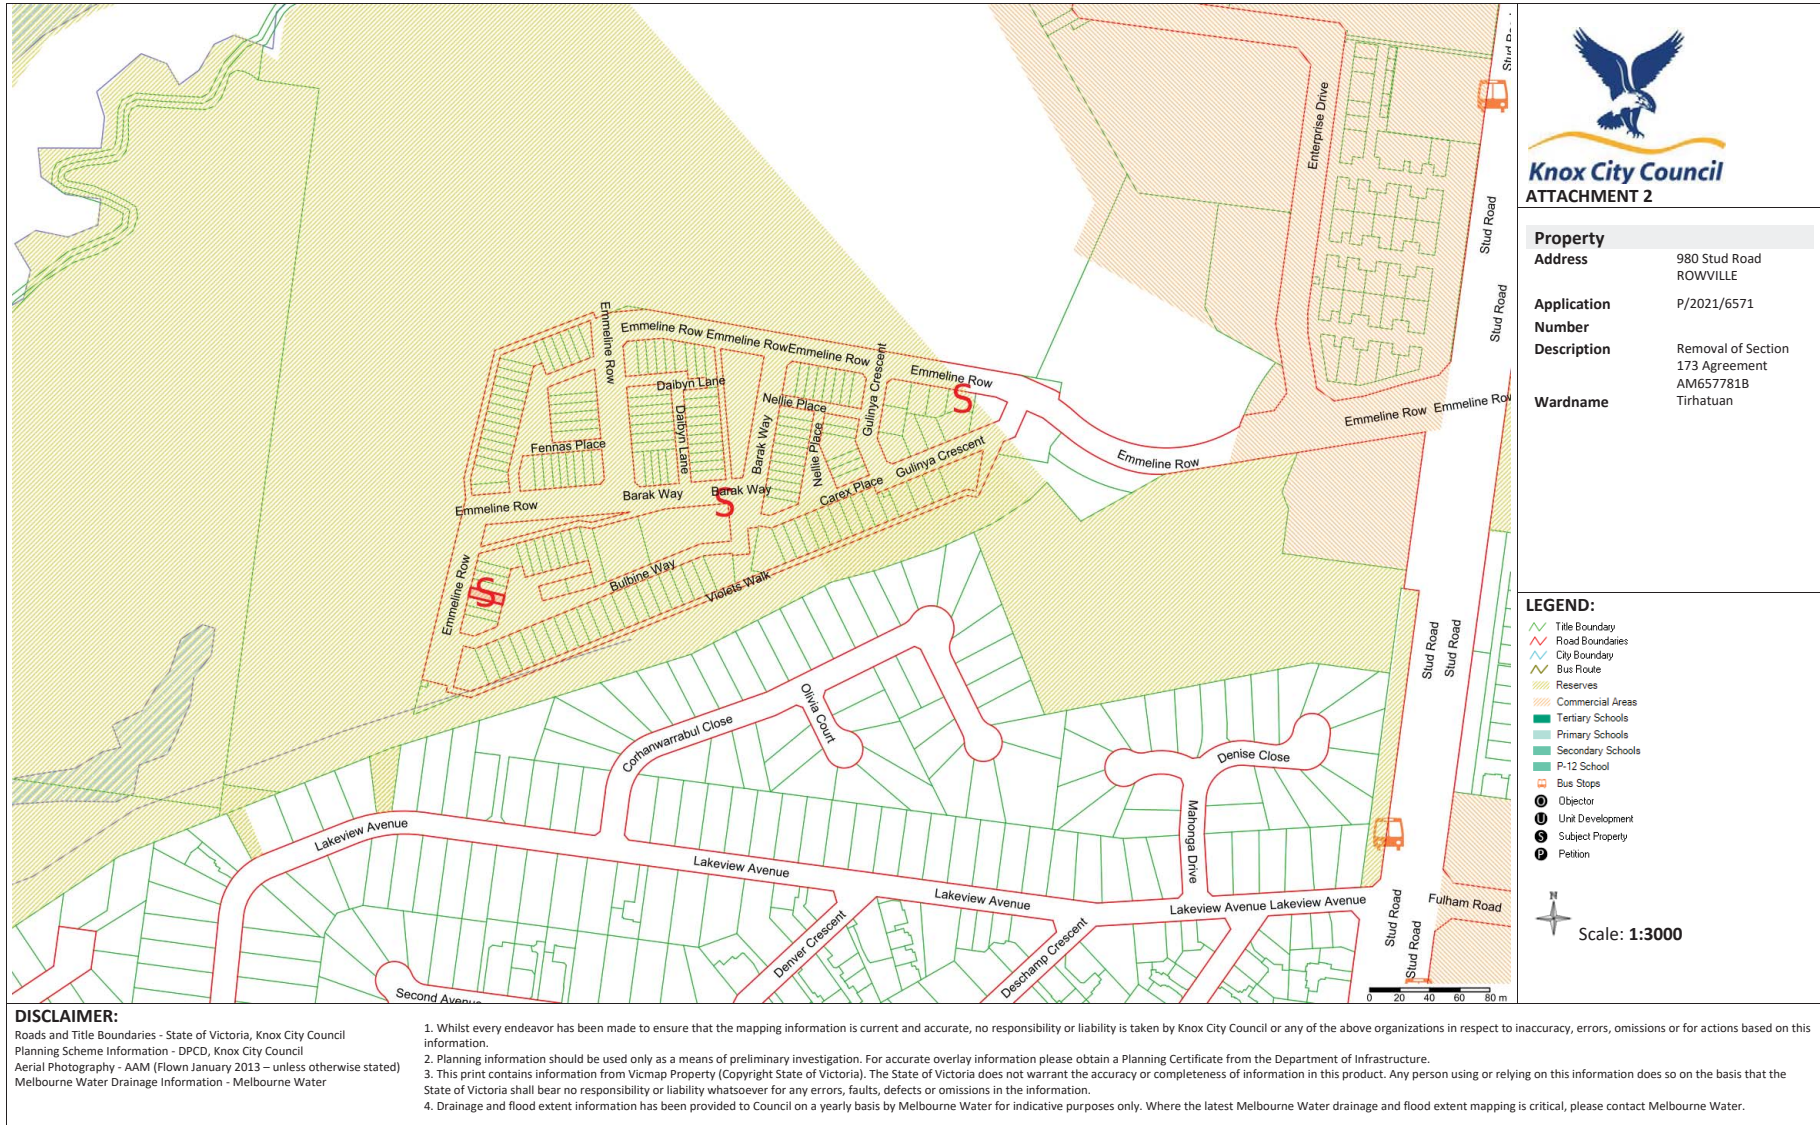 Stud Road
Enterprise Drive
Stud Road
Stud Road
Emmeline Row
Emmeline Row Emmeline Row Emmeline Row
Gulinya Crescent
Emmeline Row
S
Daibyn Lane
Nellie Place
Daibyn Lane
Barak Way
Nellie Place
Fennas Place
Gulinya Crescent
Emmeline Row
Emmeline Row
Emmeline Row
Barak Way
Barak Way
S
Carex Place
Emmeline Row
Emmeline Row
S
Bulbine Way
Violets Walk
Stud Road
Stud Road
Olivia Court
Corhanwarrabul Close
Denise Close
Mahonga Drive
Lakeview Avenue
Lakeview Avenue
Lakeview Avenue
Lakeview Avenue Lakeview Avenue
Fulham Road
Denver Crescent
Deschamp Crescent
Stud Road
Stud Road
Second Avenue
0 20 40 60 80 m
Knox City Council
ATTACHMENT 2
Property
Address 980 Stud Road
ROWVILLE
Application P/2021/6571
Number
Description Removal of Section
173 Agreement
AM657781B
Wardname Tirhatuan
LEGEND:
Title Boundary
Road Boundaries
City Boundary
Bus Route
Reserves
Commercial Areas
Tertiary Schools
Primary Schools
Secondary Schools
P-12 School
Bus Stops
O Objector
U Unit Development
S Subject Property
P Petition
N
Scale: 1:3000
DISCLAIMER:
Roads and Title Boundaries - State of Victoria, Knox City Council
Planning Scheme Information - DPCD, Knox City Council
Aerial Photography - AAM (Flown January 2013 – unless otherwise stated)
Melbourne Water Drainage Information - Melbourne Water
1. Whilst every endeavor has been made to ensure that the mapping information is current and accurate, no responsibility or liability is taken by Knox City Council or any of the above organizations in respect to inaccuracy, errors, omissions or for actions based on this
information.
2. Planning information should be used only as a means of preliminary investigation. For accurate overlay information please obtain a Planning Certificate from the Department of Infrastructure.
3. This print contains information from Vicmap Property (Copyright State of Victoria). The State of Victoria does not warrant the accuracy or completeness of information in this product. Any person using or relying on this information does so on the basis that the
State of Victoria shall bear no responsibility or liability whatsoever for any errors, faults, defects or omissions in the information.
4. Drainage and flood extent information has been provided to Council on a yearly basis by Melbourne Water for indicative purposes only. Where the latest Melbourne Water drainage and flood extent mapping is critical, please contact Melbourne Water.